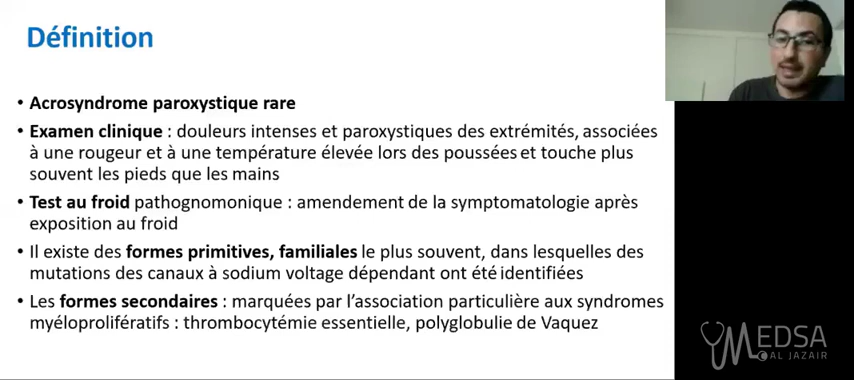 Définition
• Acrosyndrome paroxystique rare
• Examen clinique : douleurs intenses et paroxystiques des extrémités, associées
à une rougeur et à une température élevée lors des poussées et touche plus
souvent les pieds que les mains
• Test au froid pathognomonique : amendement de la symptomatologie après
exposition au froid
• Il existe des formes primitives, familiales le plus souvent, dans lesquelles des
mutations des canaux à sodium voltage dépendant ont été identifiées
• Les formes secondaires : marquées par l'association particulière aux syndromes
myéloprolifératifs : thrombocytémie essentielle, polyglobulie de Vaquez
MEDSA
AL JAZAIR